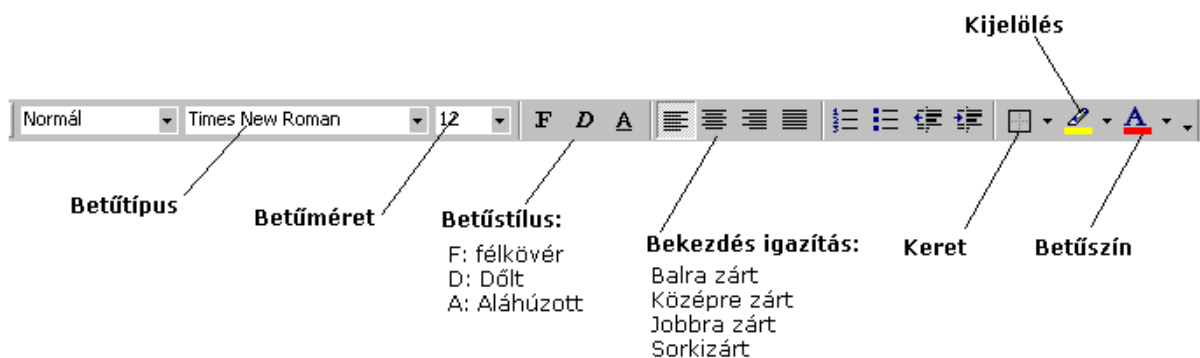 Kijelölés
Normál Times New Roman 12 F D A A
Betűtípus
Betűméret
Betűstílus:
F: félkövér
D: Dőlt
A: Aláhúzott
Bekezdés igazítás:
Balra zárt
Középre zárt
Jobbra zárt
Sorkizárt
Keret
Betűszín